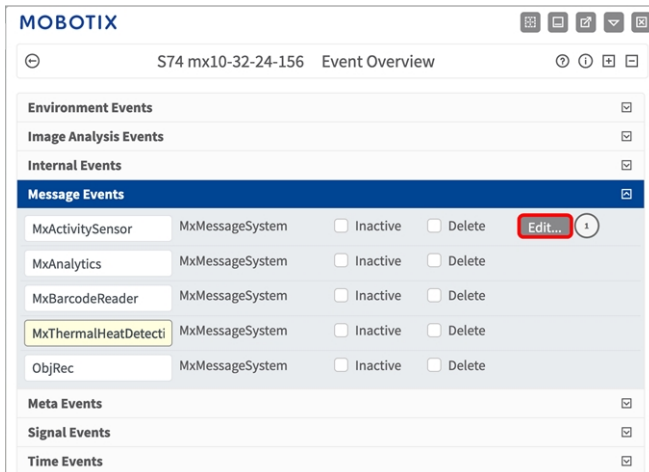 MOBOTIX
S74 mx10-32-24-156 Event Overview
Environment Events
Image Analysis Events
Internal Events
Message Events
MxActivitySensor MxMessageSystem Inactive Delete Edit... 1
MxAnalytics MxMessageSystem Inactive Delete
MxBarcodeReader MxMessageSystem Inactive Delete
MxThermalHeatDetecti MxMessageSystem Inactive Delete
ObjRec MxMessageSystem Inactive Delete
Meta Events
Signal Events
Time Events